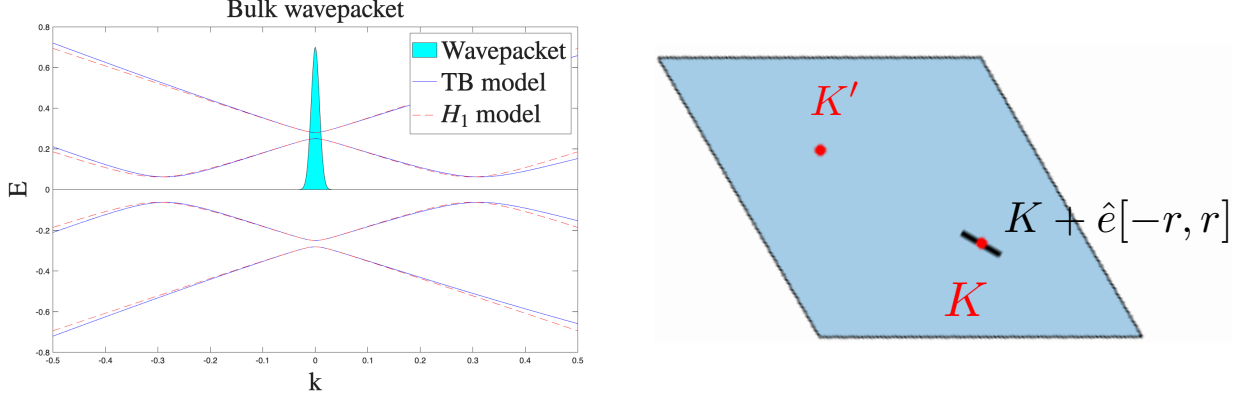 Bulk wavepacket
0.8
0.6
0.4
0.2
0
-0.2
-0.4
-0.6
-0.8
E
-0.5 -0.4 -0.3 -0.2 -0.1 0 0.1 0.2 0.3 0.4 0.5
k
Wavepacket
TB model
H₁ model
K′
K + ê[−r, r]
K